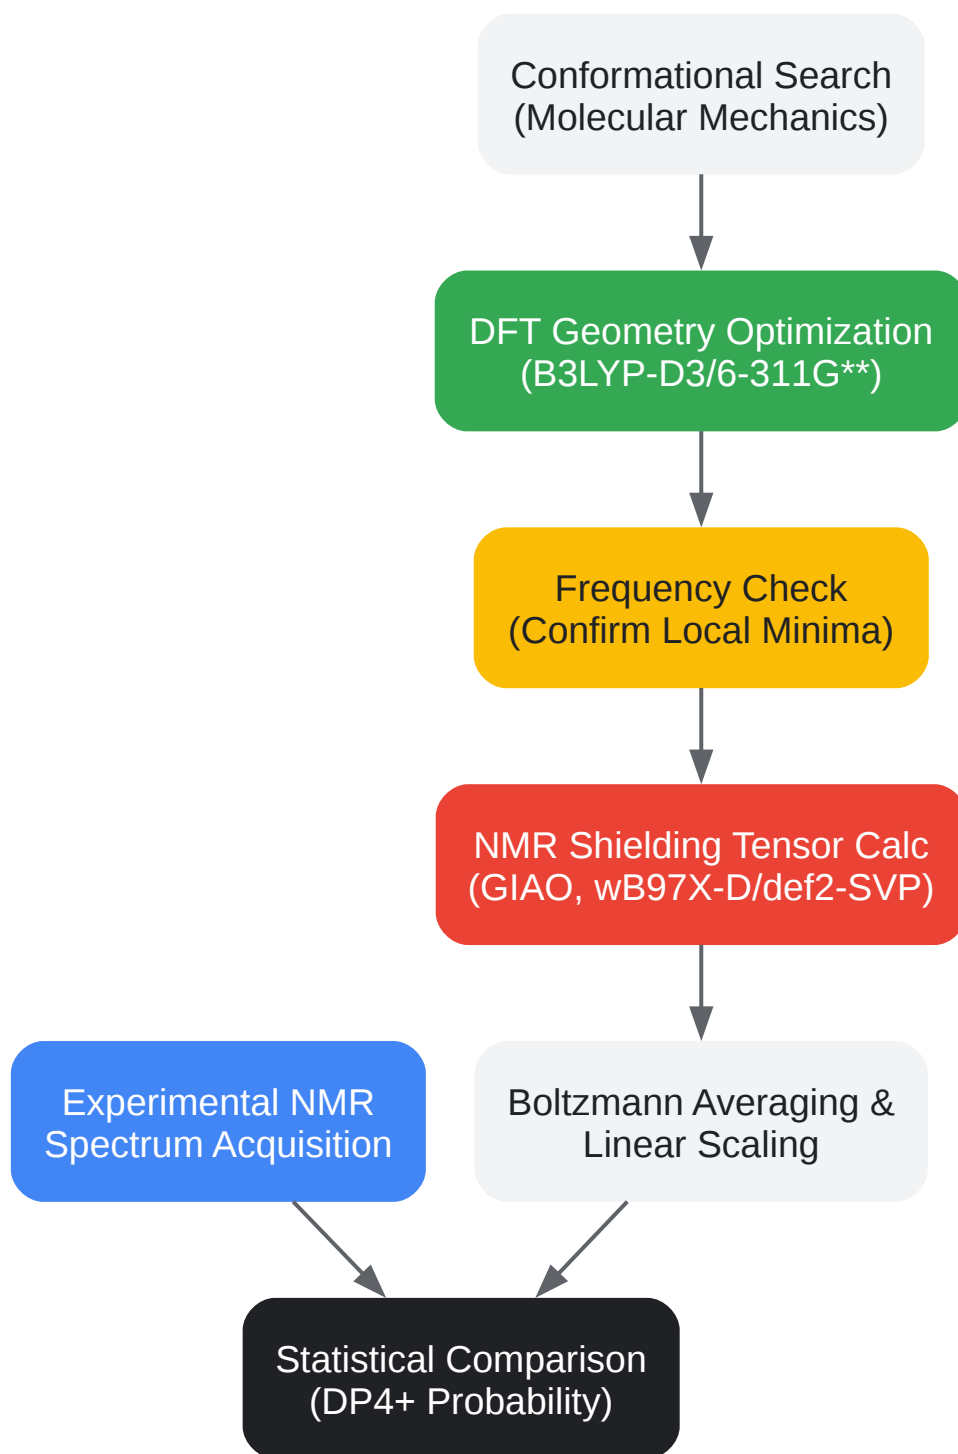 Conformational Search
(Molecular Mechanics)
DFT Geometry Optimization
(B3LYP-D3/6-311G**)
Frequency Check
(Confirm Local Minima)
NMR Shielding Tensor Calc
(GIAO, wB97X-D/def2-SVP)
Experimental NMR
Spectrum Acquisition
Boltzmann Averaging &
Linear Scaling
Statistical Comparison
(DP4+ Probability)